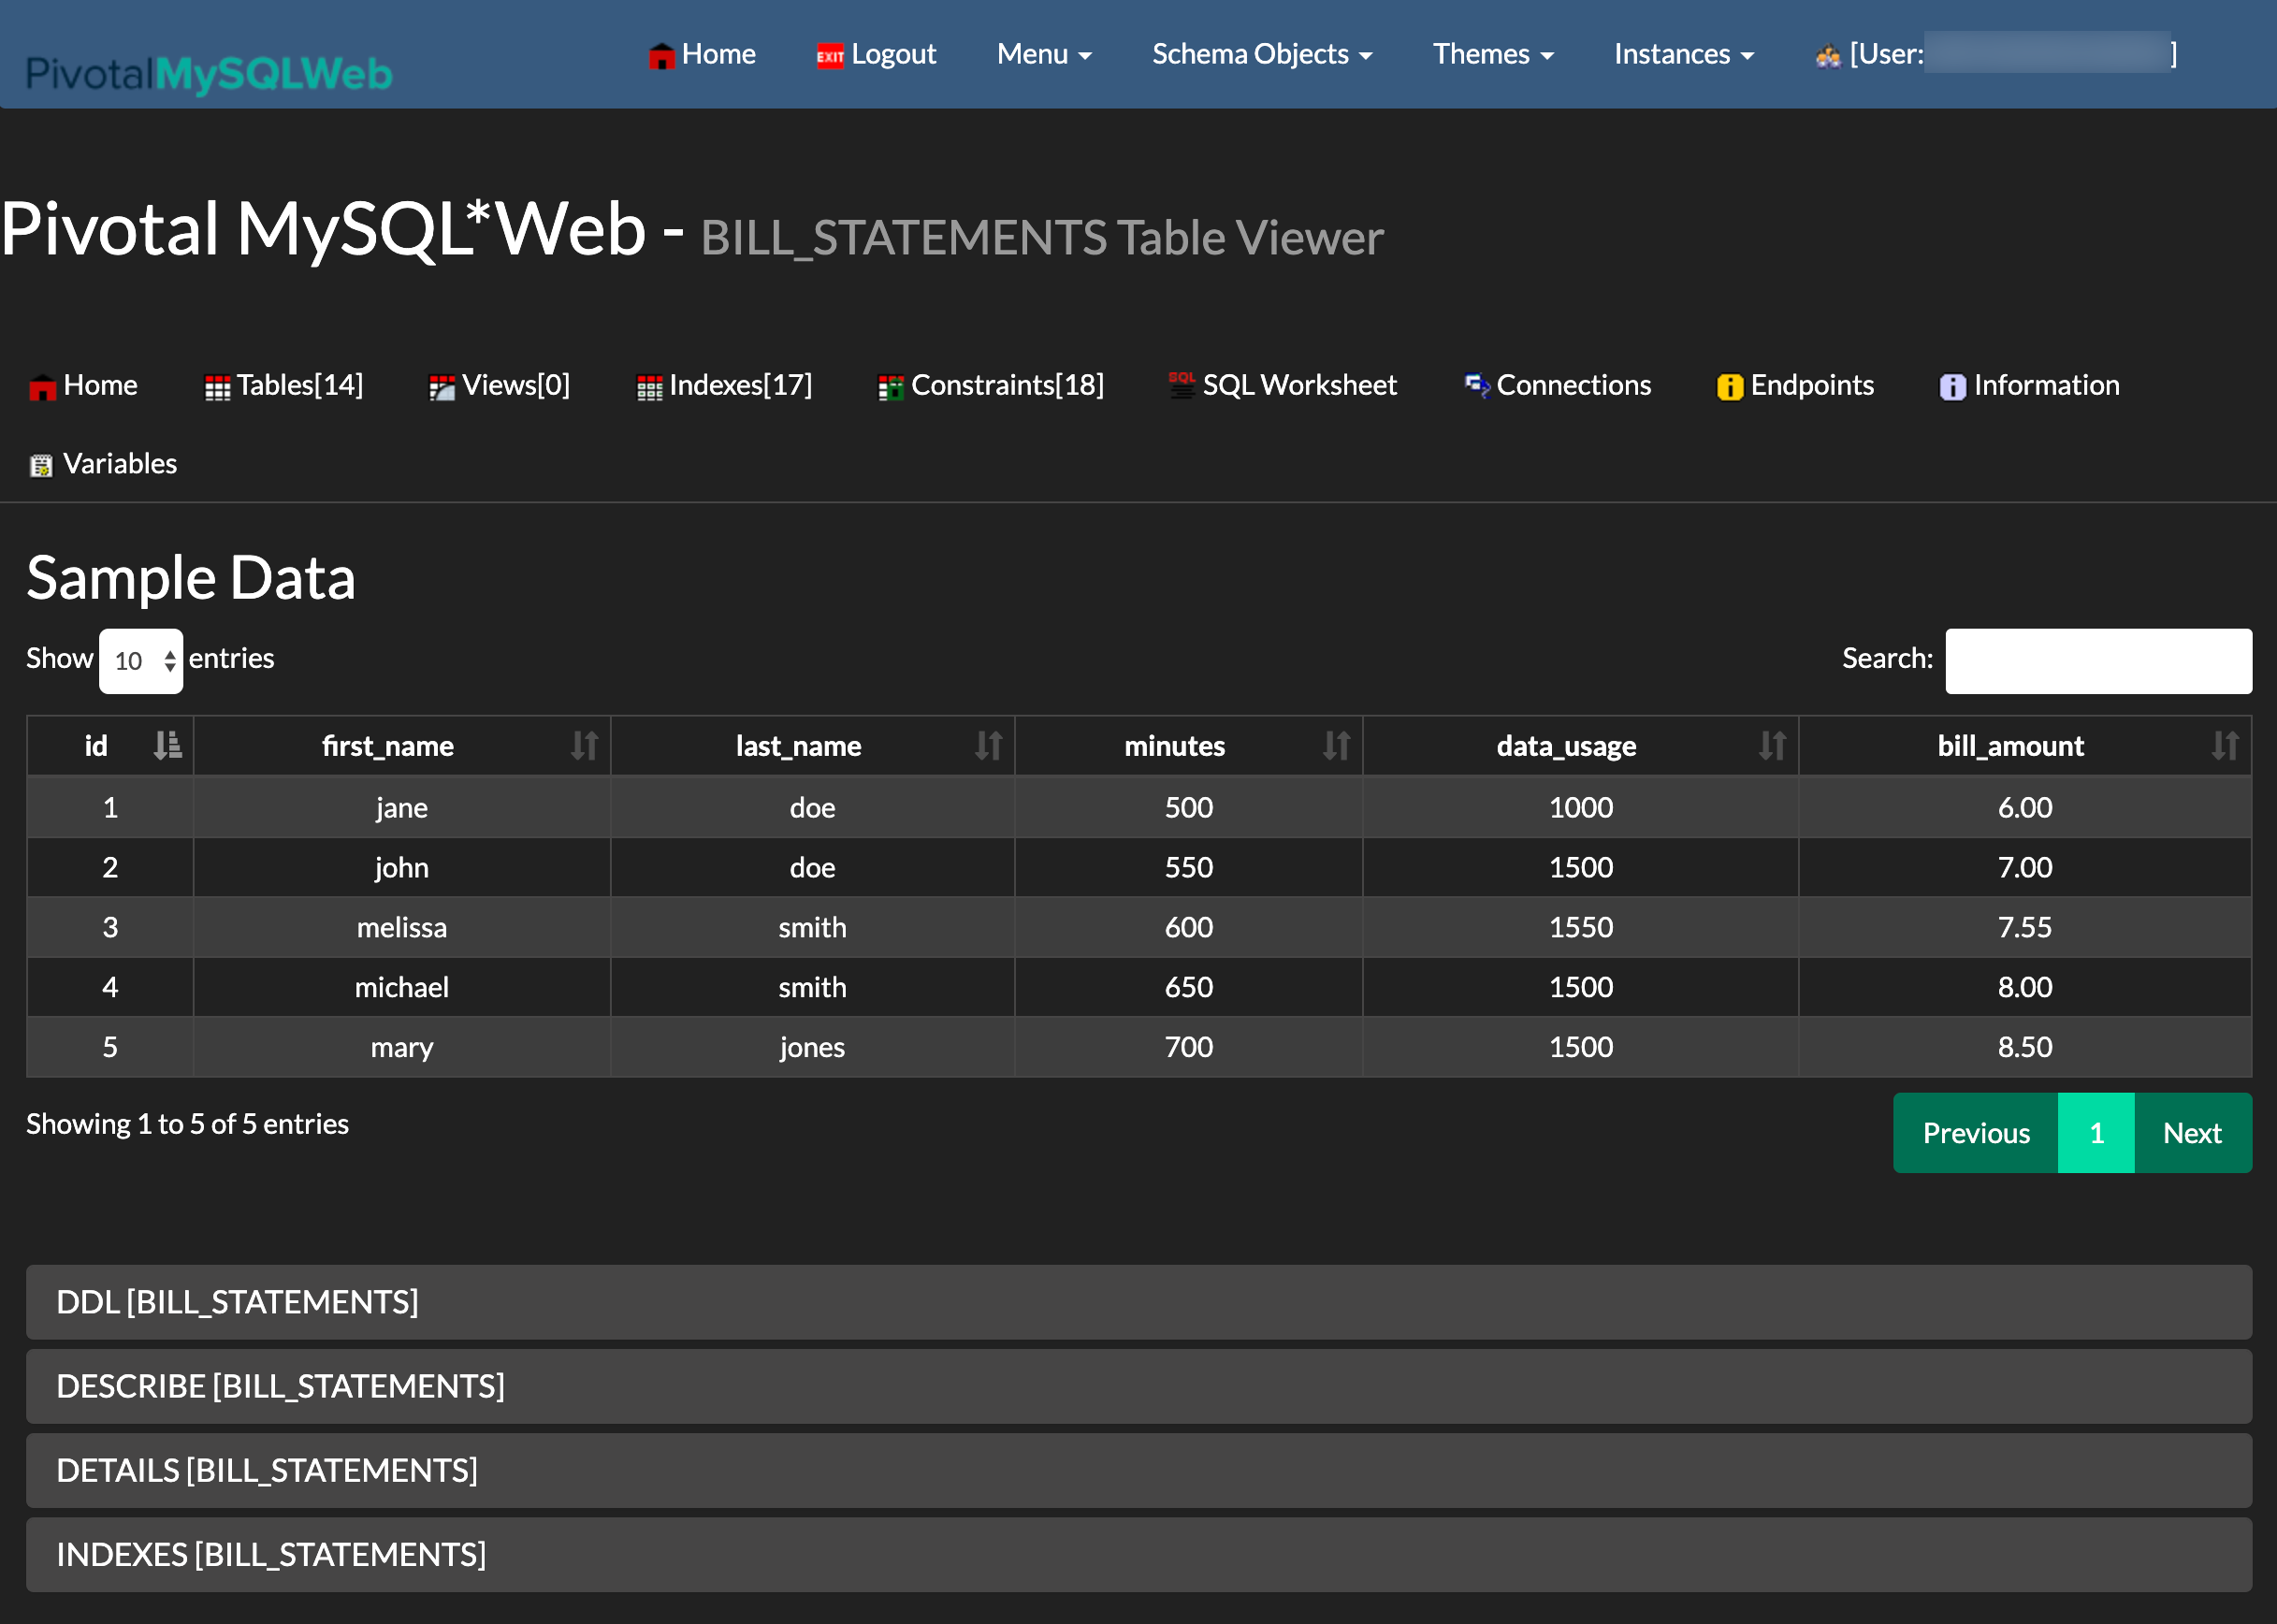 PivotalMySQLWeb Home EXIT Logout Menu Schema Objects Themes Instances [User: ]
Pivotal MySQL*Web - BILL_STATEMENTS Table Viewer
Home Tables[14] Views[0] Indexes[17] Constraints[18] SQL SQL Worksheet Connections Endpoints Information
Variables
Sample Data
Show 10 entries Search:
id first_name last_name minutes data_usage bill_amount
1 jane doe 500 1000 6.00
2 john doe 550 1500 7.00
3 melissa smith 600 1550 7.55
4 michael smith 650 1500 8.00
5 mary jones 700 1500 8.50
Showing 1 to 5 of 5 entries Previous 1 Next
DDL [BILL_STATEMENTS]
DESCRIBE [BILL_STATEMENTS]
DETAILS [BILL_STATEMENTS]
INDEXES [BILL_STATEMENTS]